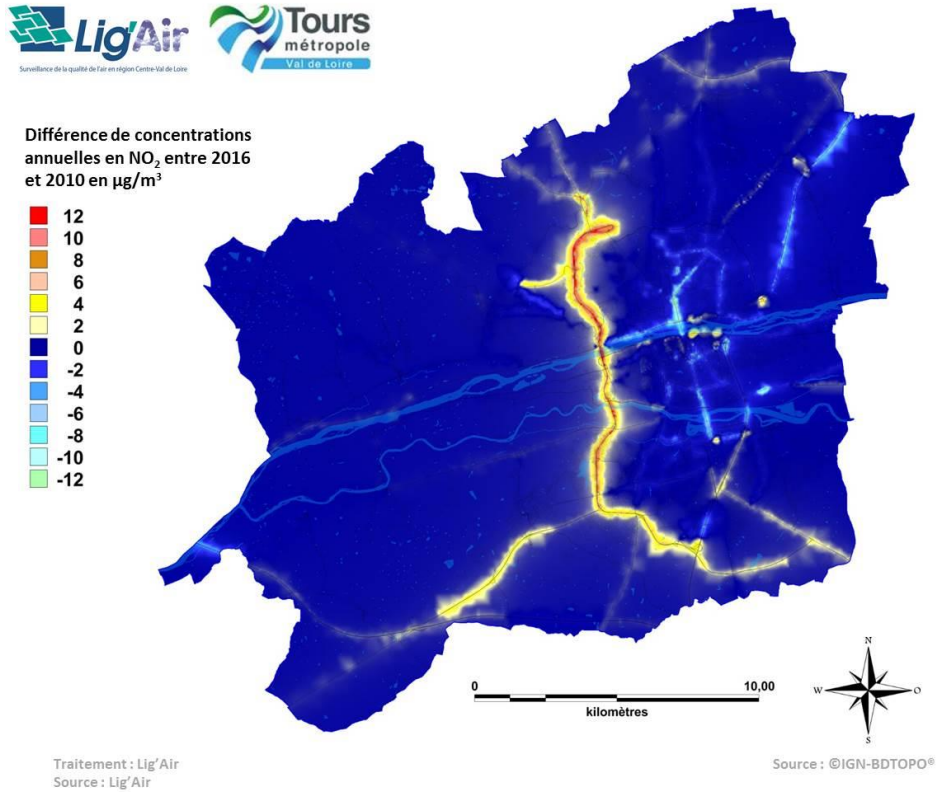 Lig'Air
Surveillance de la qualité de l'air en région Centre-Val de Loire
Tours
métropole
Val de Loire
Différence de concentrations
annuelles en NO2 entre 2016
et 2010 en µg/m³
12
10
8
6
4
2
0
-2
-4
-6
-8
-10
-12
0 10,00
kilomètres
N
W O
S
Traitement : Lig'Air
Source : Lig'Air
Source : ©IGN-BDTOPO®